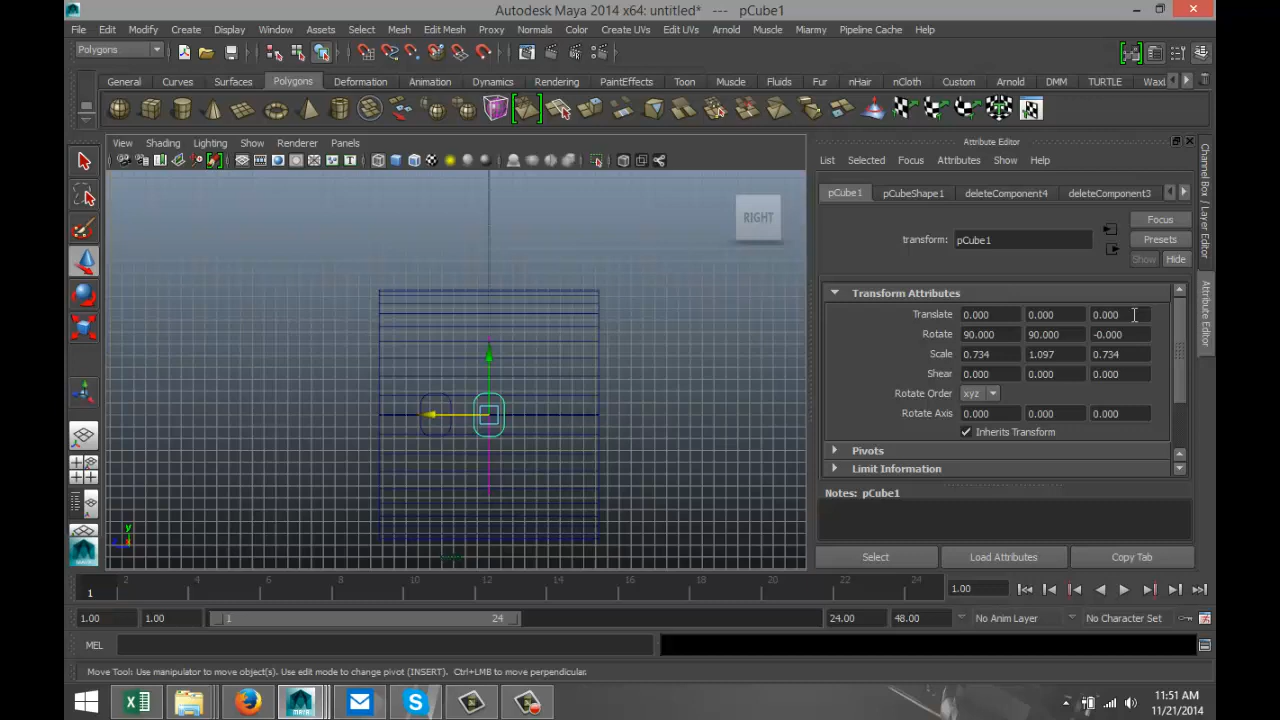 Autodesk Maya 2014 x64: untitled* --- pCube1
File Edit Modify Create Display Window Assets Select Mesh Edit Mesh Proxy Normals Color Create UVs Edit UVs Arnold Muscle Pipeline Cache Help
Polygons
General Curves Surfaces Polygons Deformation Animation Dynamics Rendering PaintEffects Toon Muscle Fluids Fur nHair nCloth Custom Arnold DMM TURTLE
View Shading Lighting Show Renderer Panels
RIGHT
y
Attribute Editor
List Selected Focus Attributes Show Help
pCube1 pCubeShape1 deleteComponent4 deleteComponent3
Focus
transform: pCube1 Presets
Show Hide
Transform Attributes
Translate 0.000 0.000 0.000
Rotate 90.000 90.000 -0.000
Scale 0.734 1.097 0.734
Shear 0.000 0.000 0.000
Rotate Order xyz
Rotate Axis 0.000 0.000 0.000
Inherits Transform
Pivots
Limit Information
Notes: pCube1
Select Load Attributes Copy Tab
Channel Box / Layer Editor
Attribute Editor
2 4 6 8 10 12 14 16 18 20 22 24
1 1.00
1.00 1.00 1 24 24.00 48.00 No Anim Layer No Character Set
MEL
Move Tool: Use manipulator to move object(s). Use edit mode to change pivot (INSERT). Ctrl+LMB to move perpendicular.
11:51 AM
11/21/2014